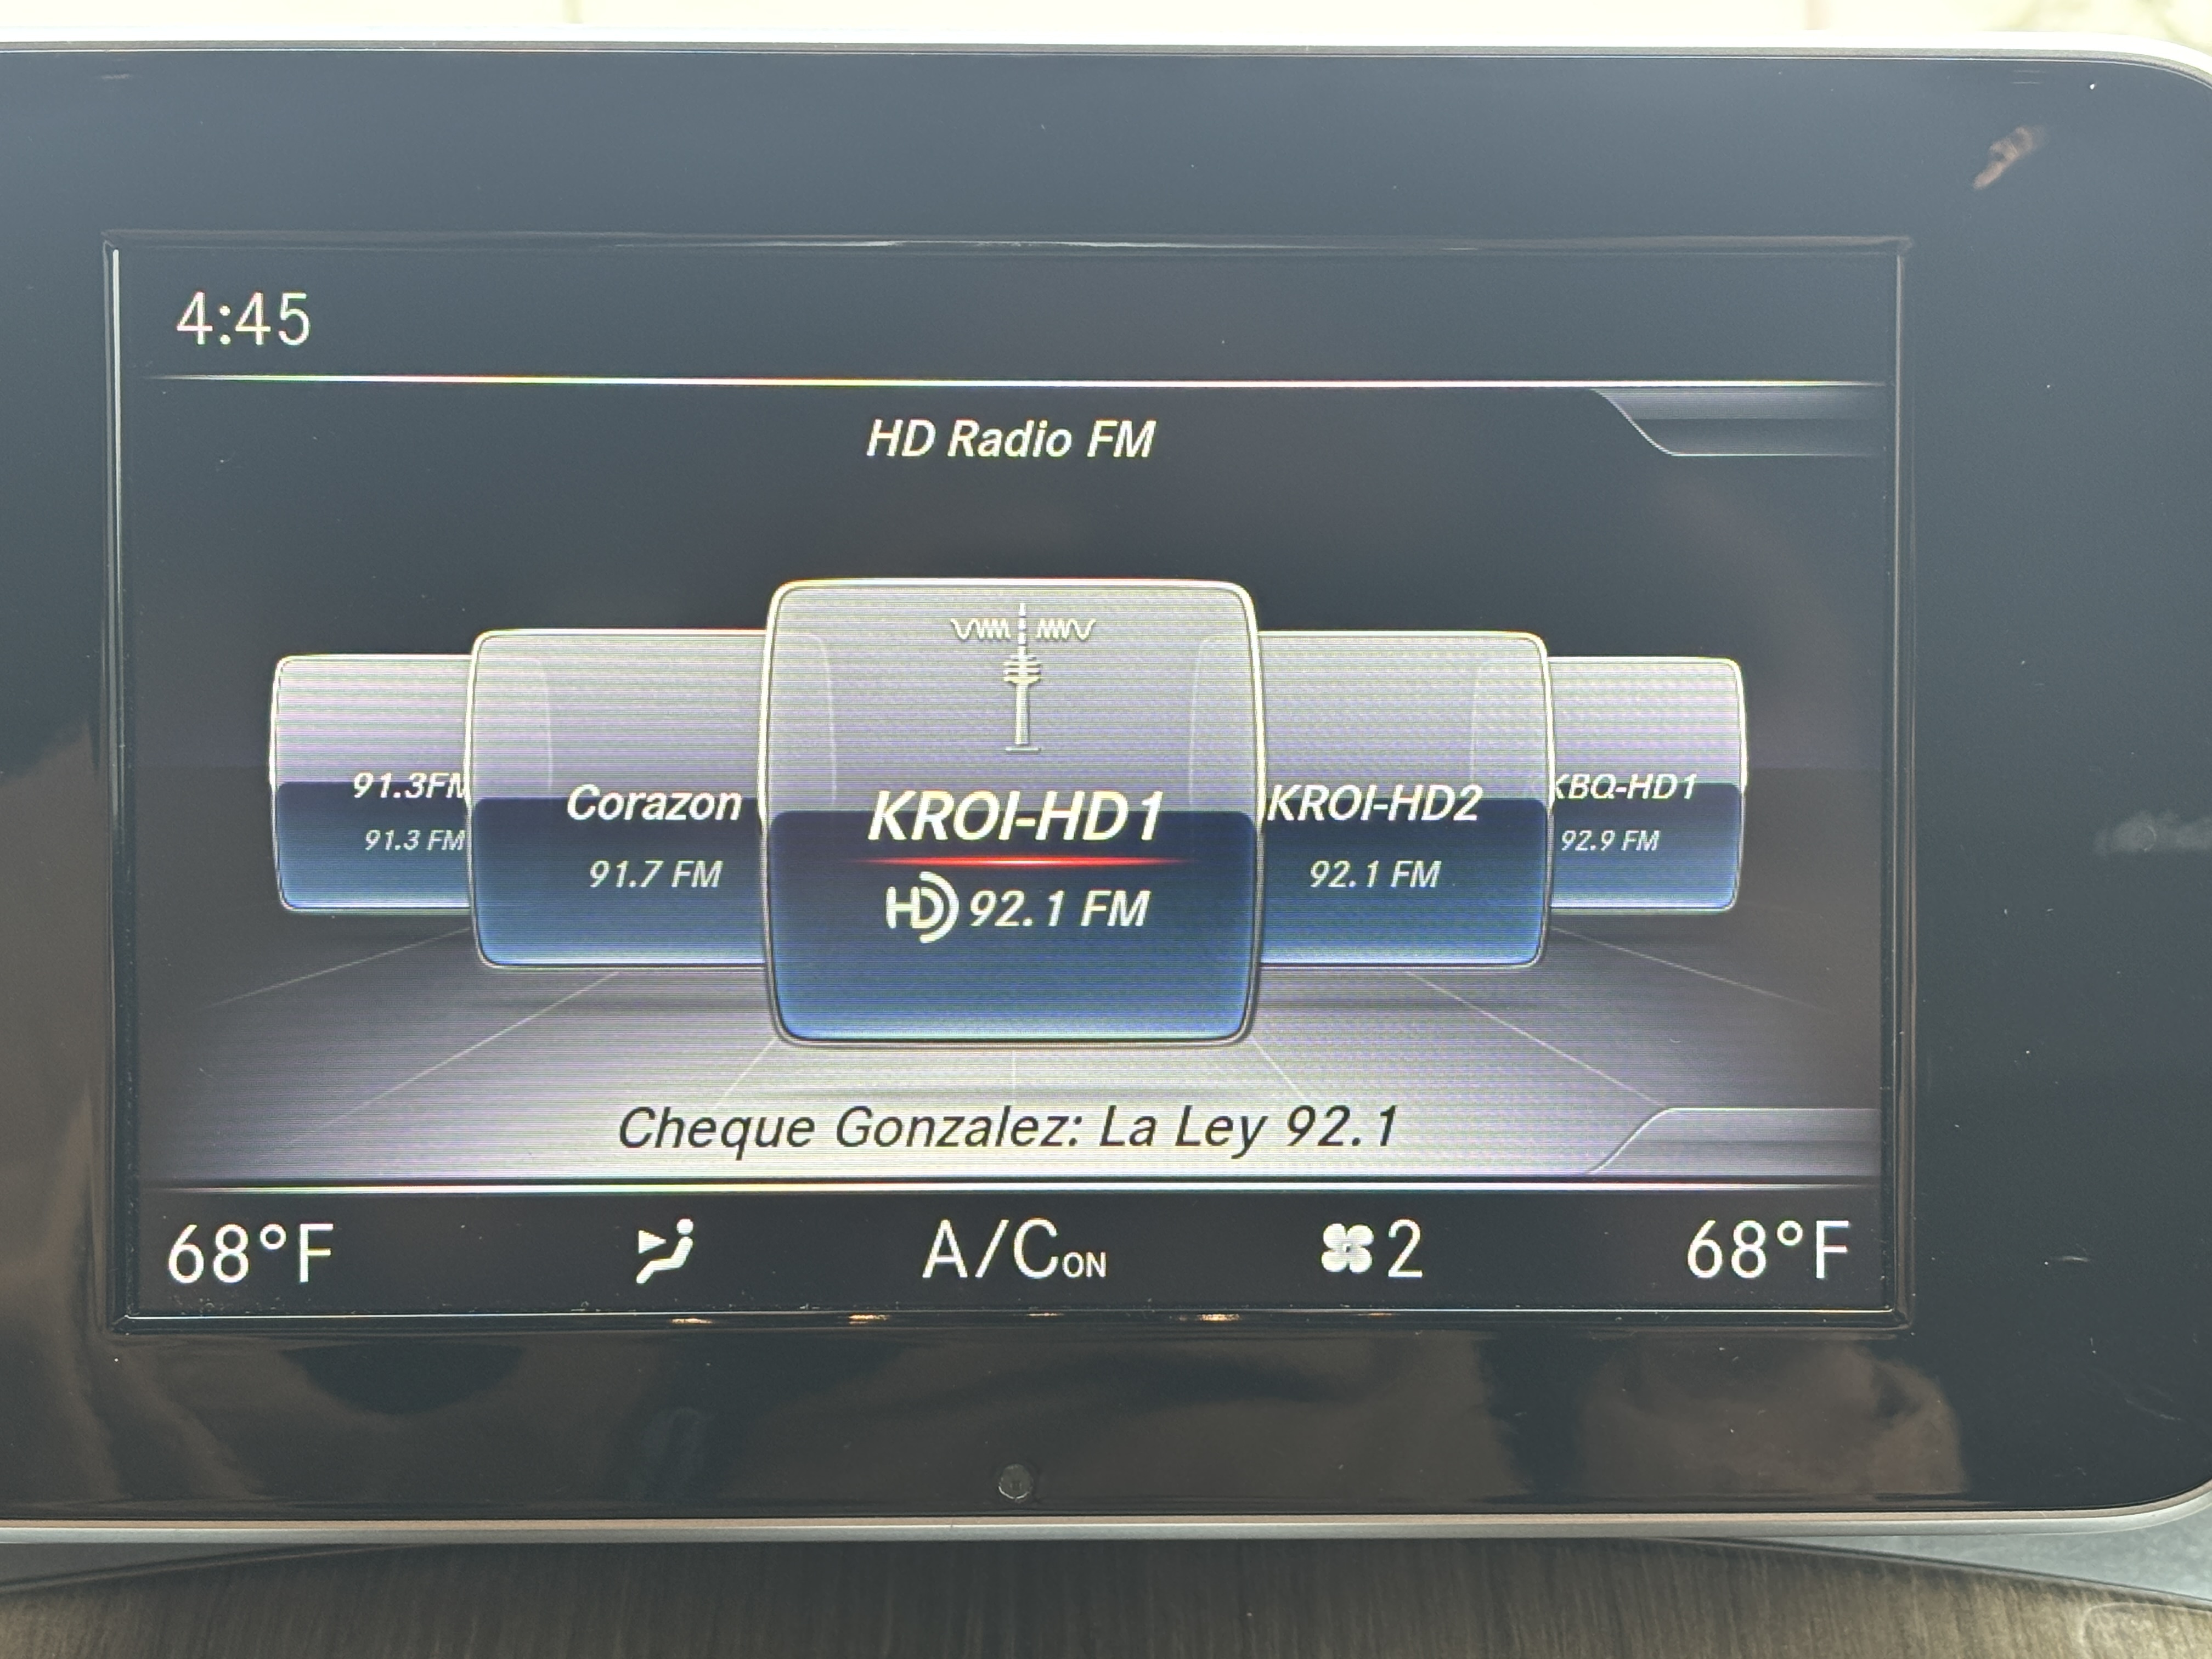 4:45
HD Radio FM
91.3FM
91.3 FM
Corazon
91.7 FM
KROI-HD1
HD 92.1 FM
KROI-HD2
92.1 FM
KBQ-HD1
92.9 FM
Cheque Gonzalez: La Ley 92.1
68°F
A/C ON
2
68°F